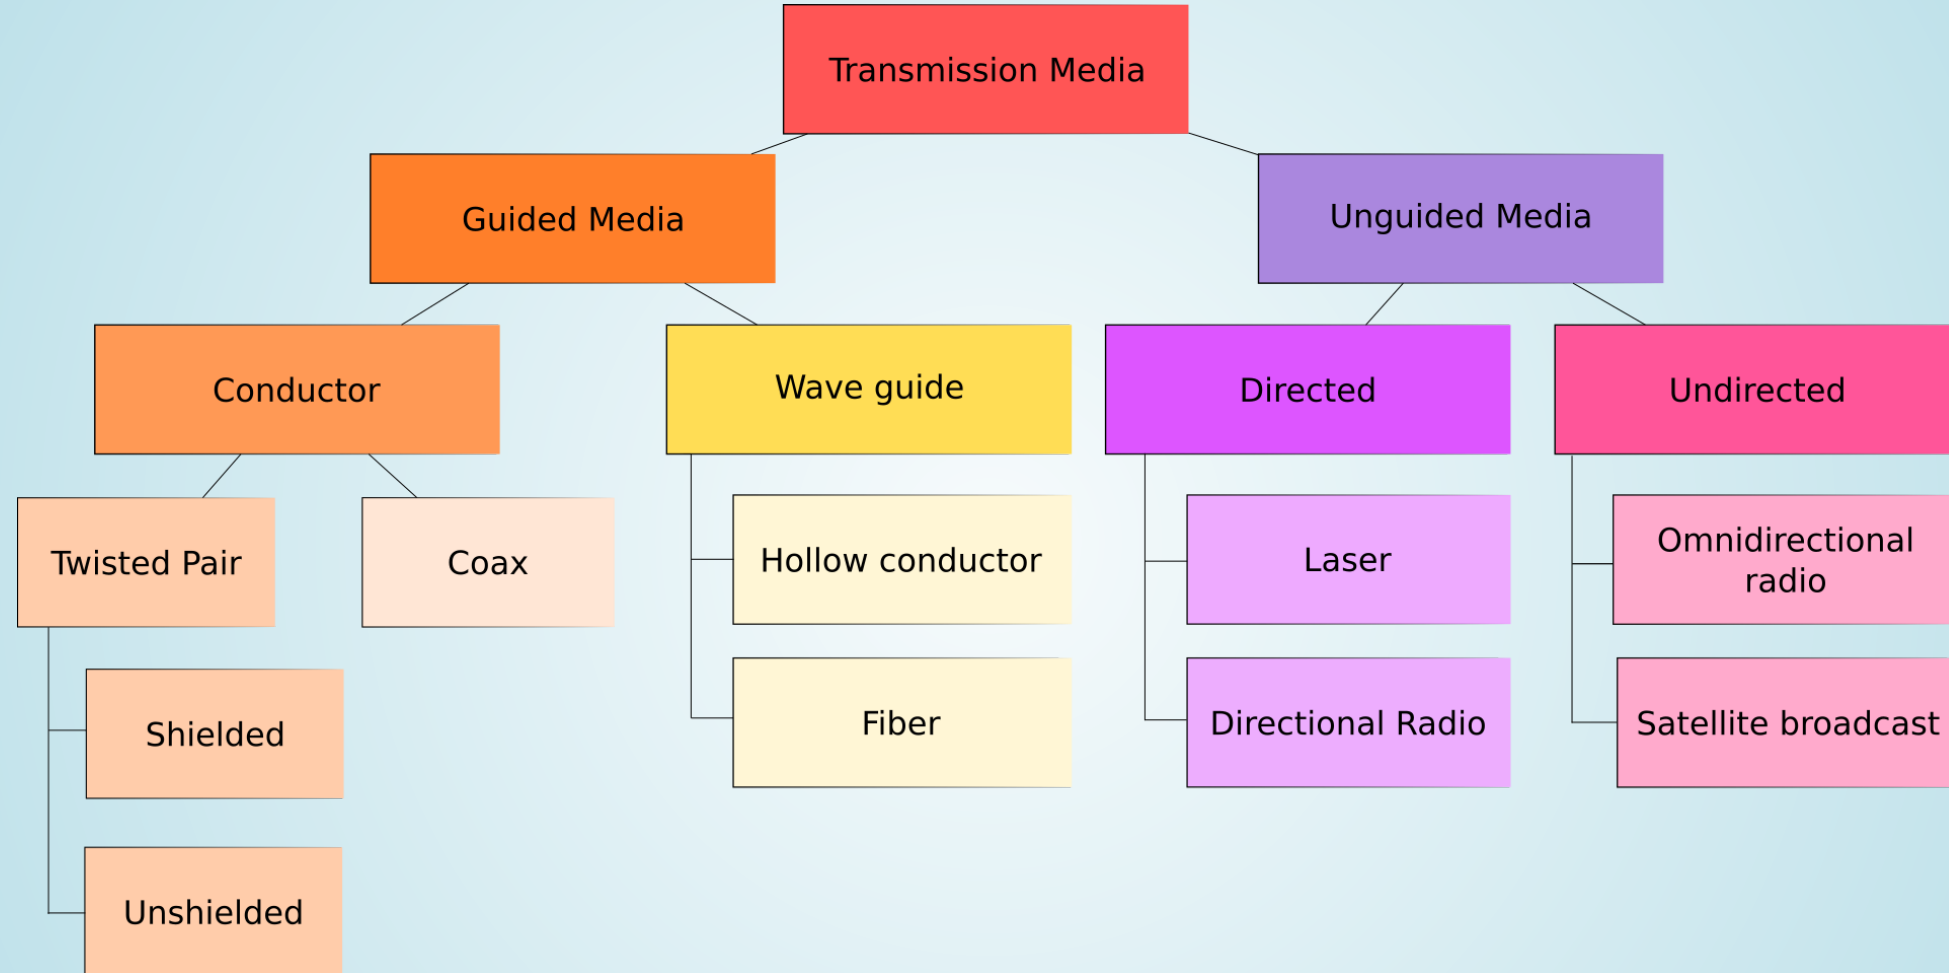 Transmission Media
Guided Media
Unguided Media
Conductor
Wave guide
Directed
Undirected
Twisted Pair
Coax
Hollow conductor
Laser
Omnidirectional
radio
Shielded
Fiber
Directional Radio
Satellite broadcast
Unshielded